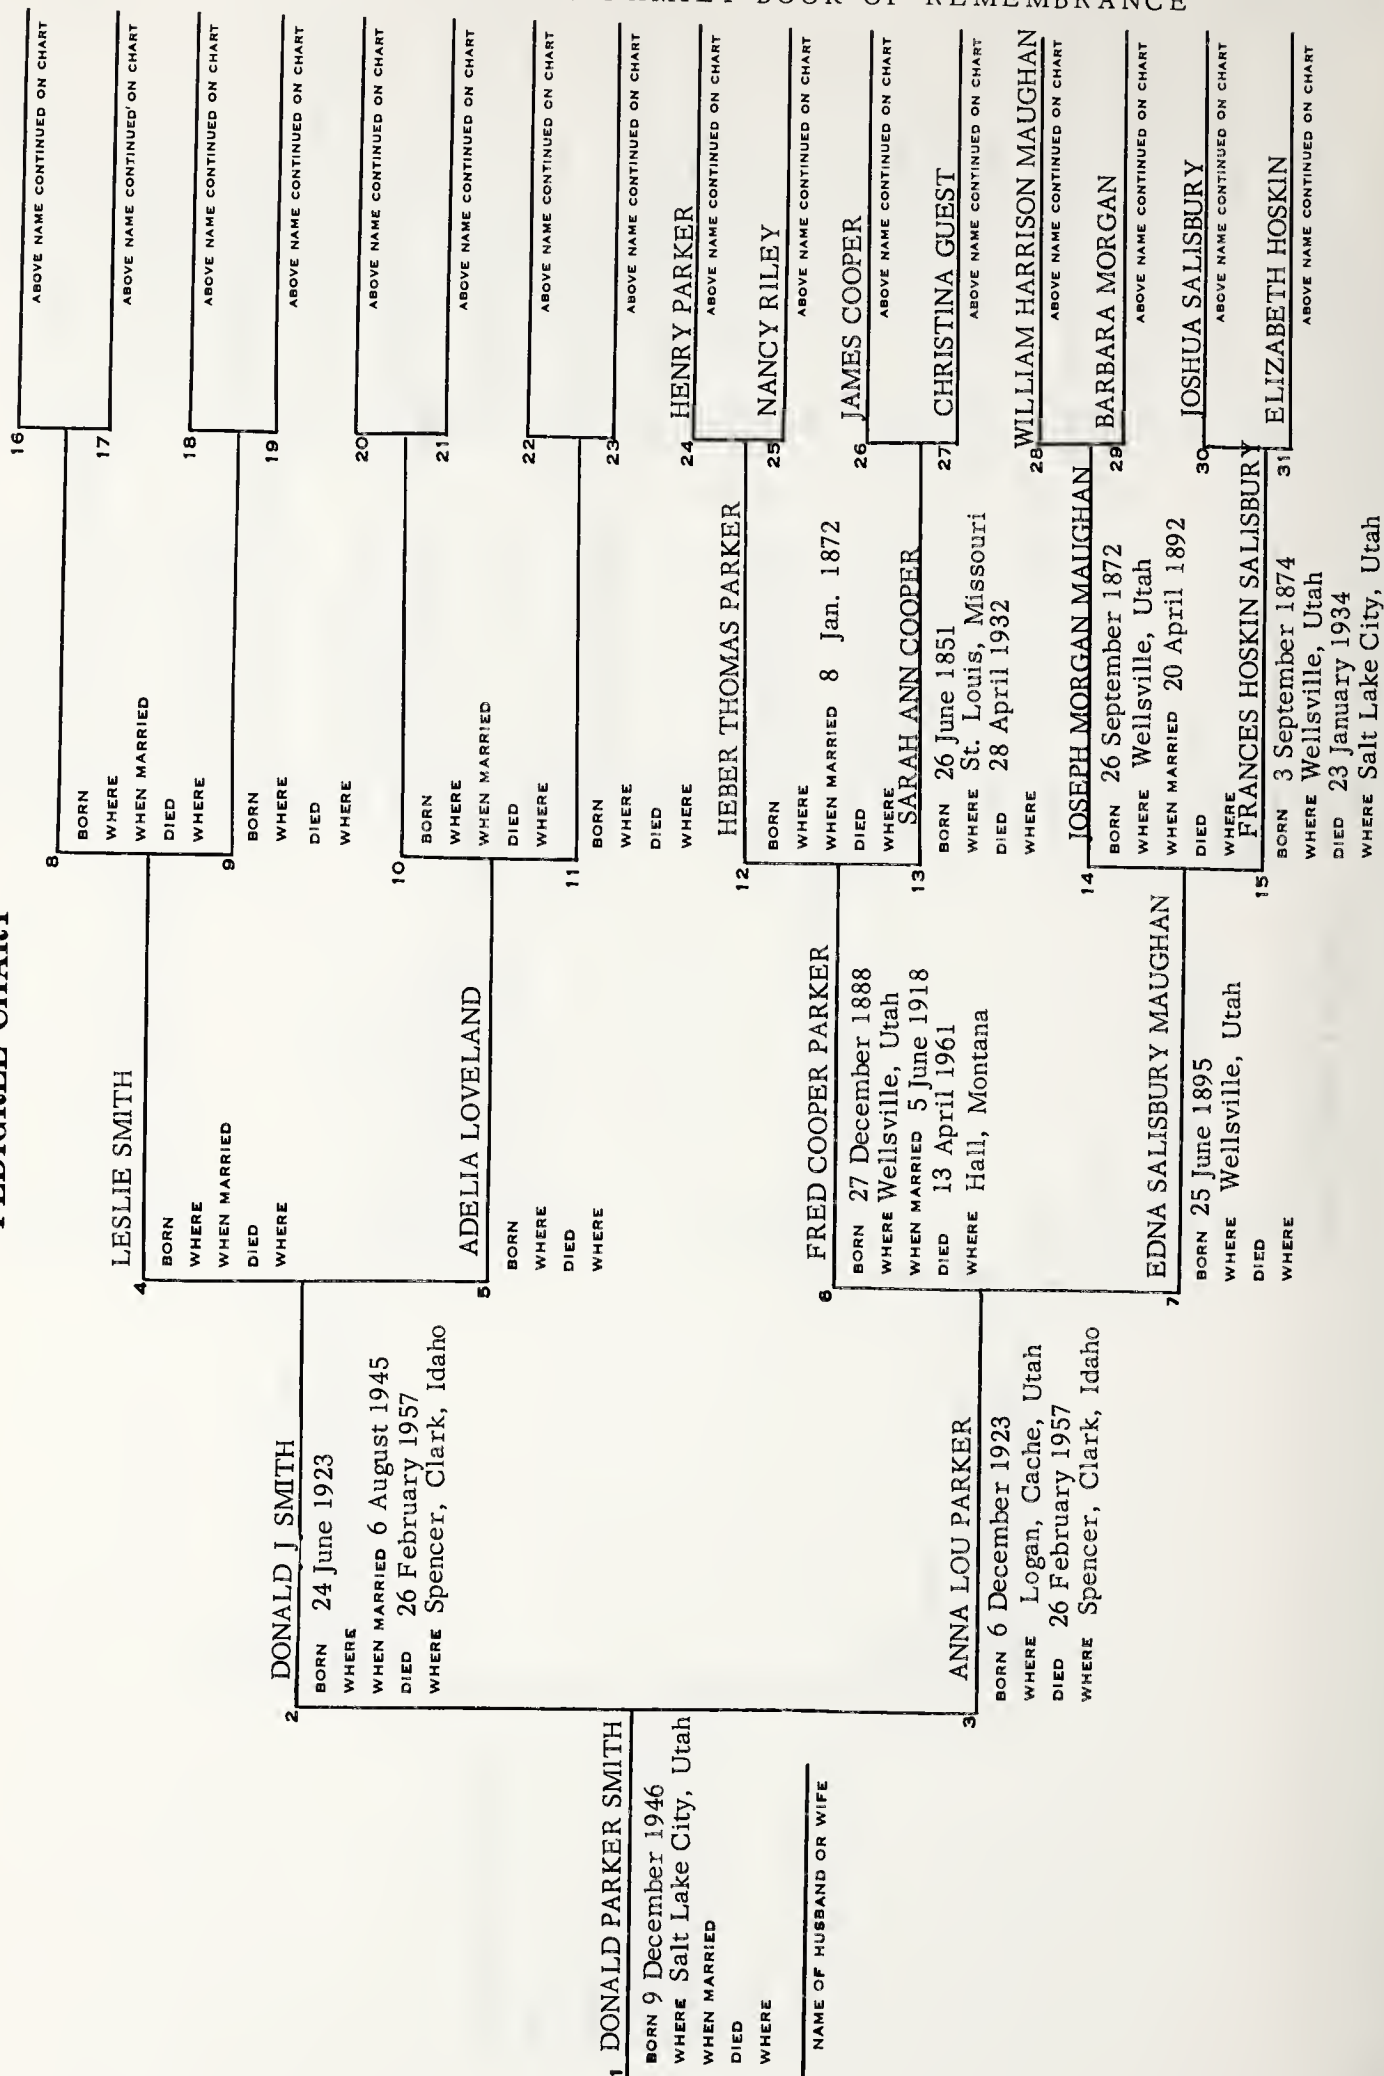 FAMILY BOOK OF REMEMBRANCE
PEDIGREE CHART
1 DONALD PARKER SMITH
BORN 9 December 1946
WHERE Salt Lake City, Utah
WHEN MARRIED
DIED
WHERE
NAME OF HUSBAND OR WIFE
2 DONALD J SMITH
BORN 24 June 1923
WHERE
WHEN MARRIED 6 August 1945
DIED 26 February 1957
WHERE Spencer, Clark, Idaho
3 ANNA LOU PARKER
BORN 6 December 1923
WHERE Logan, Cache, Utah
DIED 26 February 1957
WHERE Spencer, Clark, Idaho
4 LESLIE SMITH
BORN
WHERE
WHEN MARRIED
DIED
WHERE
5 ADELIA LOVELAND
BORN
WHERE
DIED
WHERE
6 FRED COOPER PARKER
BORN 27 December 1888
WHERE Wellsville, Utah
WHEN MARRIED 5 June 1918
DIED 13 April 1961
WHERE Hall, Montana
7 EDNA SALISBURY MAUGHAN
BORN 25 June 1895
WHERE Wellsville, Utah
DIED
WHERE
8
BORN
WHERE
WHEN MARRIED
DIED
WHERE
9
BORN
WHERE
DIED
WHERE
10
BORN
WHERE
WHEN MARRIED
DIED
WHERE
11
BORN
WHERE
DIED
WHERE
12 HEBER THOMAS PARKER
BORN
WHERE
WHEN MARRIED 8 Jan. 1872
DIED
WHERE
13 SARAH ANN COOPER
BORN 26 June 1851
WHERE St. Louis, Missouri
DIED 28 April 1932
WHERE
14 JOSEPH MORGAN MAUGHAN
BORN 26 September 1872
WHERE Wellsville, Utah
WHEN MARRIED 20 April 1892
DIED
WHERE
15 FRANCES HOSKIN SALISBURY
BORN 3 September 1874
WHERE Wellsville, Utah
DIED 23 January 1934
WHERE Salt Lake City, Utah
16
ABOVE NAME CONTINUED ON CHART
17
ABOVE NAME CONTINUED ON CHART
18
ABOVE NAME CONTINUED ON CHART
19
ABOVE NAME CONTINUED ON CHART
20
ABOVE NAME CONTINUED ON CHART
21
ABOVE NAME CONTINUED ON CHART
22
ABOVE NAME CONTINUED ON CHART
23
ABOVE NAME CONTINUED ON CHART
24 HENRY PARKER
ABOVE NAME CONTINUED ON CHART
25 NANCY RILEY
ABOVE NAME CONTINUED ON CHART
26 JAMES COOPER
ABOVE NAME CONTINUED ON CHART
27 CHRISTINA GUEST
ABOVE NAME CONTINUED ON CHART
28 WILLIAM HARRISON MAUGHAN
ABOVE NAME CONTINUED ON CHART
29 BARBARA MORGAN
ABOVE NAME CONTINUED ON CHART
30 JOSHUA SALISBURY
ABOVE NAME CONTINUED ON CHART
31 ELIZABETH HOSKIN
ABOVE NAME CONTINUED ON CHART